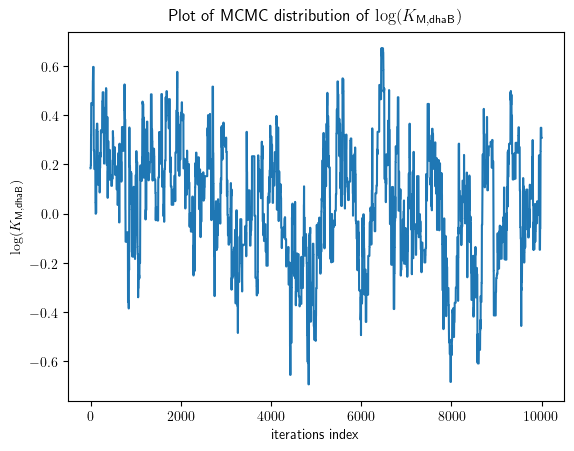 Plot of MCMC distribution of log(K_M,dhaB)
log(K_M,dhaB)
0.6
0.4
0.2
0.0
−0.2
−0.4
−0.6
0 2000 4000 6000 8000 10000
iterations index